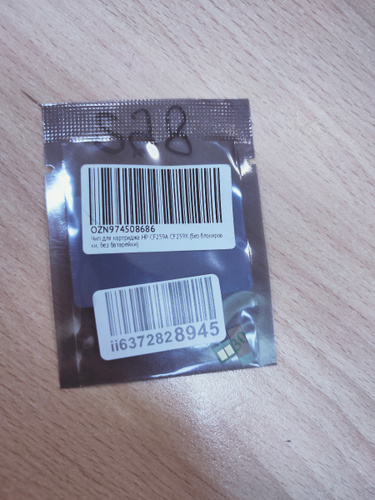 528
OZN974508686
Чип для картриджа HP CF259A CF259X (без блокиров
ки, без батарейки)
ii6372828945